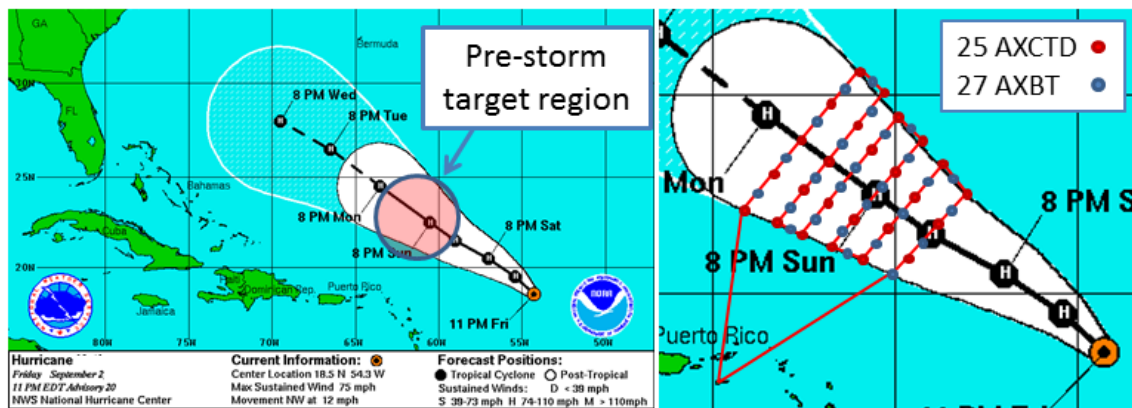 GA
Bermuda
Pre-storm
target region
30N
FL
8 PM Wed
8 PM Tue
25N
Bahamas
8 PM Mon
8 PM Sat
Cuba
8 PM Sun
20N
Dominican Rep.
Puerto Rico
Jamaica
11 PM Fri
NOAA
80W
75W
70W
65W
60W
55W
50W
H
H
H
H
H
H
H
Hurricane
Friday September 2
11 PM EDT Advisory 20
NWS National Hurricane Center
Current Information:
Center Location 18.5 N 54.3 W
Max Sustained Wind 75 mph
Movement NW at 12 mph
Forecast Positions:
Tropical Cyclone Post-Tropical
Sustained Winds: D < 39 mph
S 39-73 mph H 74-110 mph M > 110mph
25 AXCTD
27 AXBT
H
H
Mon
H
H
8 PM S
8 PM Sun
H
H
Puerto Rico